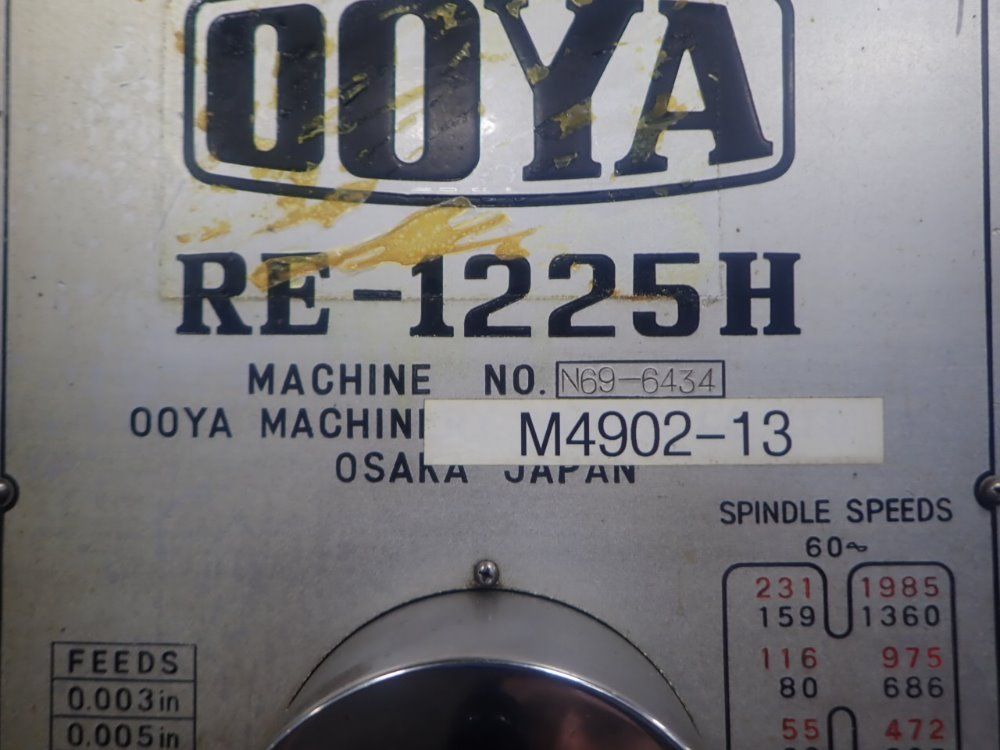 OOYA
RE-1225H
MACHINE NO. N69-6434
OOYA MACHIN
M4902-13
OSAKA JAPAN
SPINDLE SPEEDS
60~
231 1985
159 1360
116 975
80 686
55 472
FEEDS
0.003in
0.005in